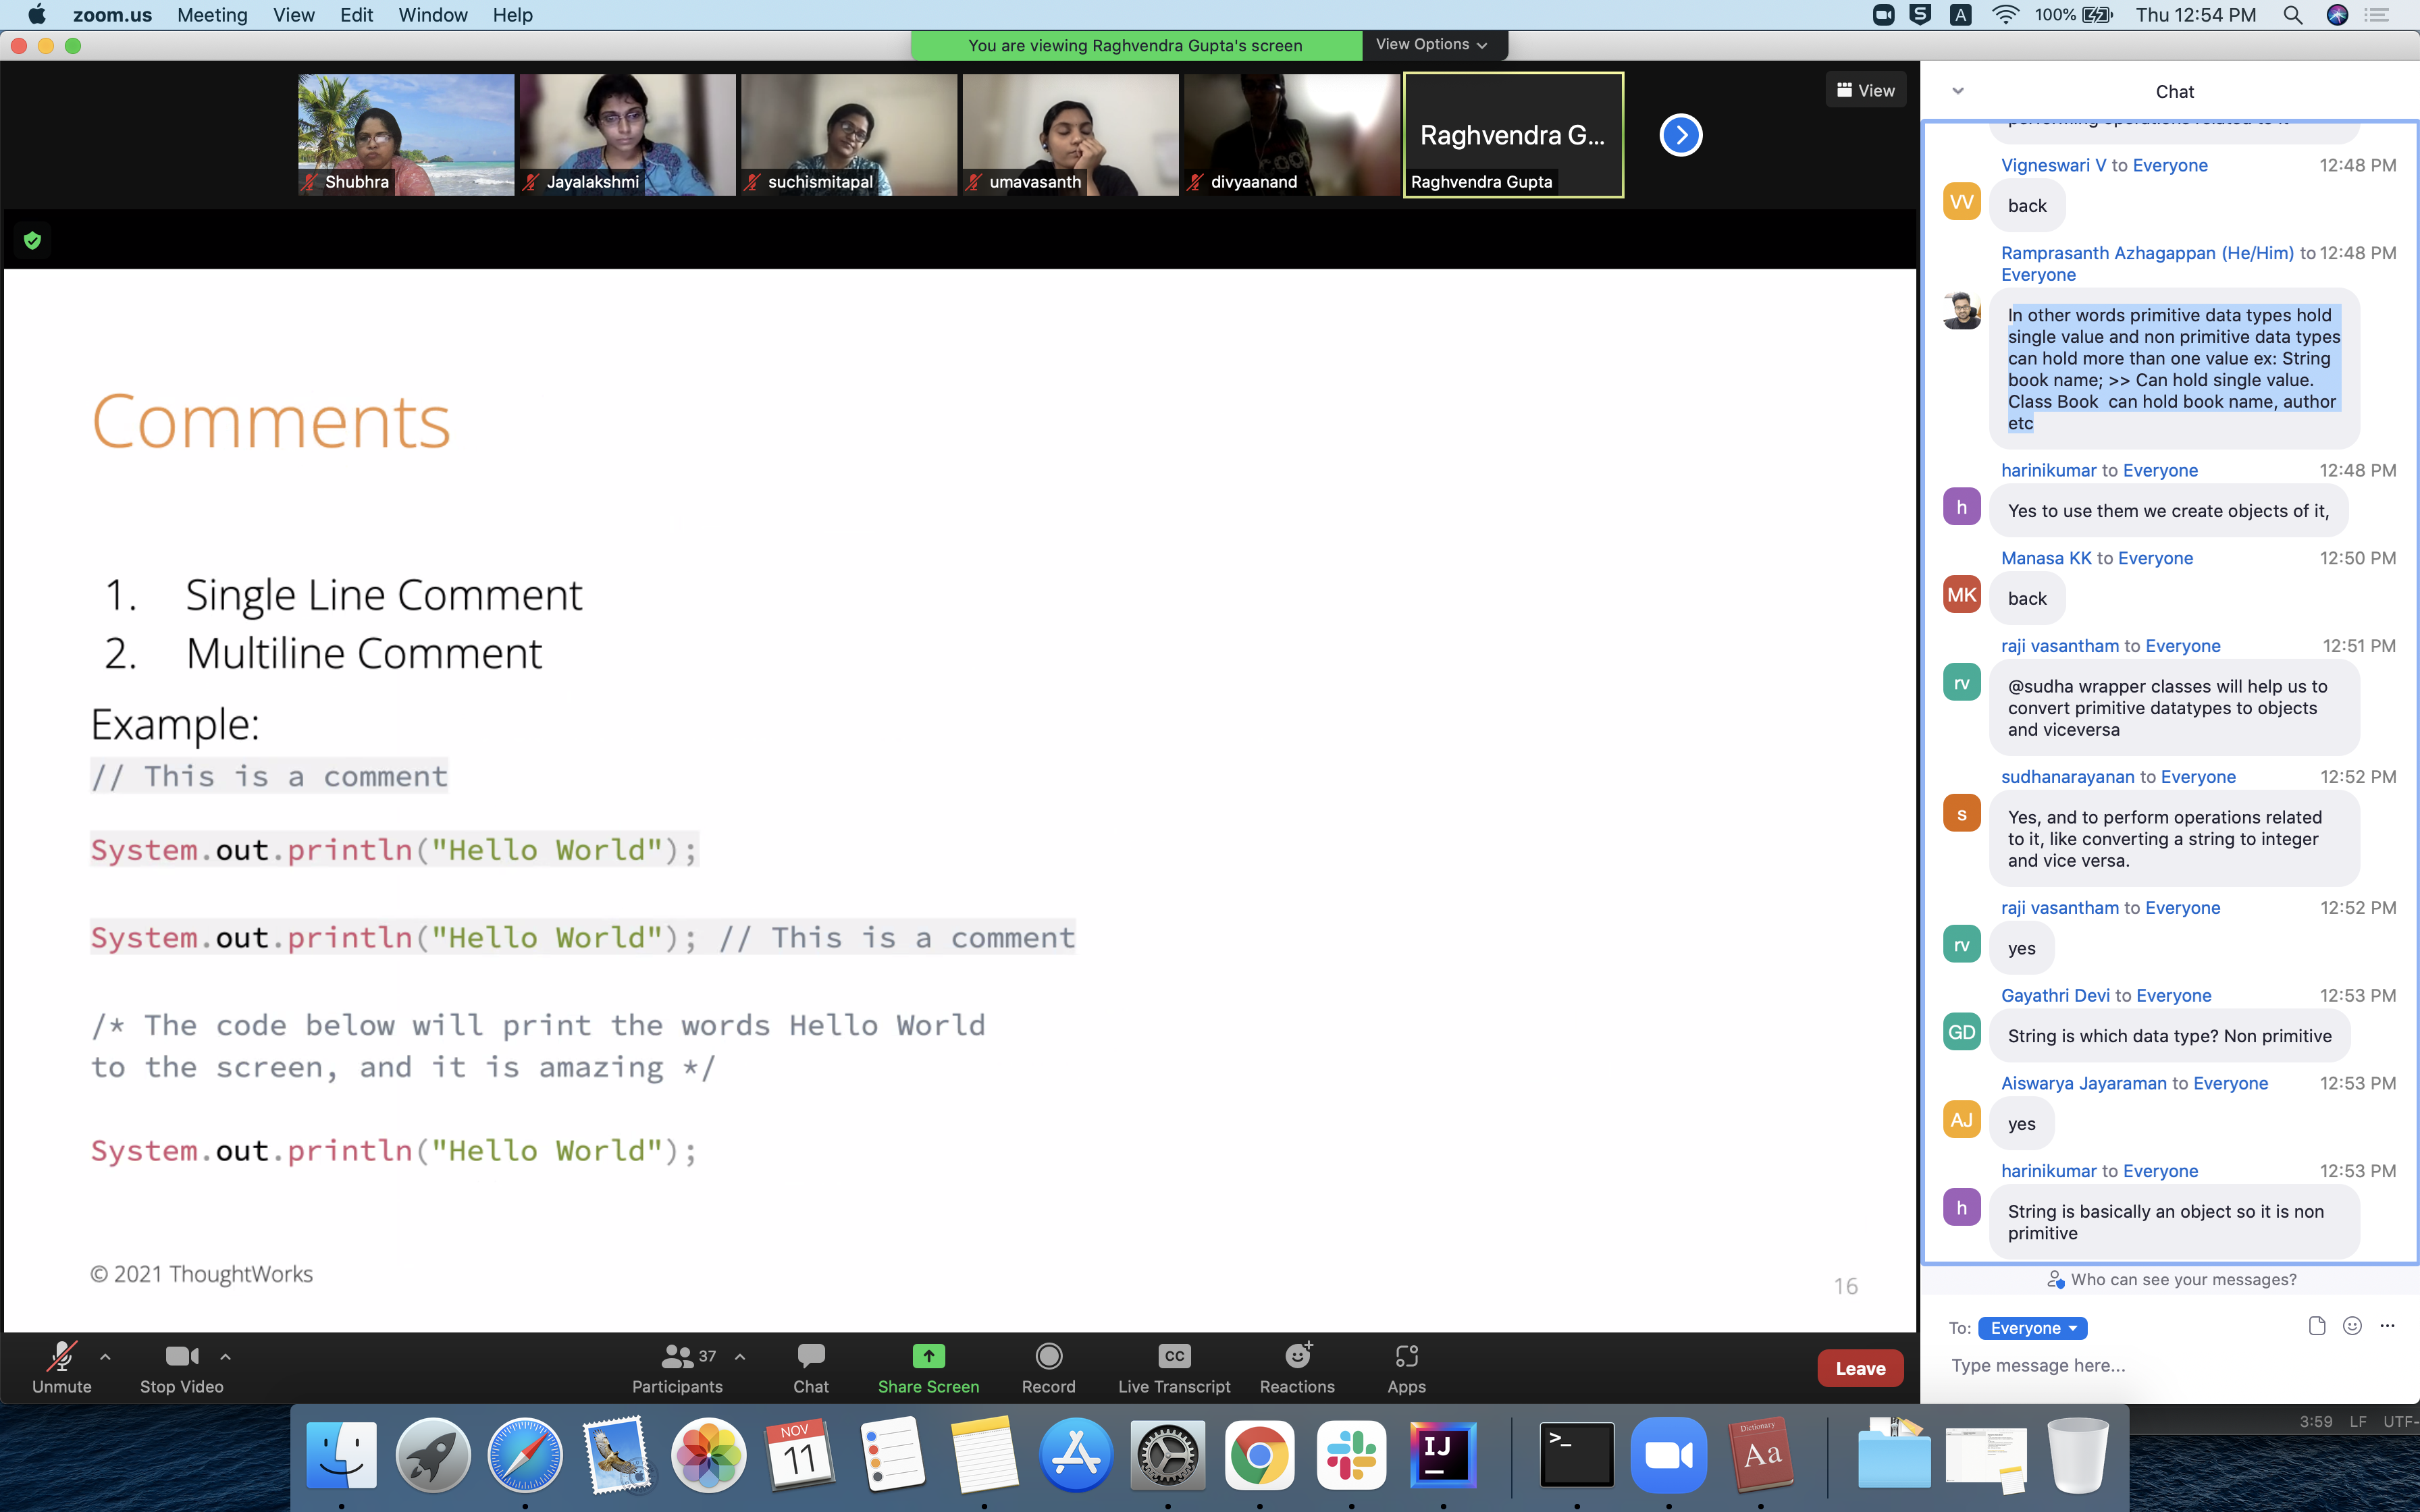 zoom.us Meeting View Edit Window Help
100% Thu 12:54 PM
You are viewing Raghvendra Gupta's screen View Options
Shubhra
Jayalakshmi
suchismitapal
umavasanth
divyaanand
Raghvendra G...
Raghvendra Gupta
View
Comments
1. Single Line Comment
2. Multiline Comment
Example:
// This is a comment
System.out.println("Hello World");
System.out.println("Hello World"); // This is a comment
/* The code below will print the words Hello World
to the screen, and it is amazing */
System.out.println("Hello World");
© 2021 ThoughtWorks
16
Chat
Vigneswari V to Everyone 12:48 PM
VV
back
Ramprasanth Azhagappan (He/Him) to 12:48 PM
Everyone
In other words primitive data types hold
single value and non primitive data types
can hold more than one value ex: String
book name; >> Can hold single value.
Class Book can hold book name, author
etc
harinikumar to Everyone 12:48 PM
h
Yes to use them we create objects of it,
Manasa KK to Everyone 12:50 PM
MK
back
raji vasantham to Everyone 12:51 PM
rv
@sudha wrapper classes will help us to
convert primitive datatypes to objects
and viceversa
sudhanarayanan to Everyone 12:52 PM
s
Yes, and to perform operations related
to it, like converting a string to integer
and vice versa.
raji vasantham to Everyone 12:52 PM
rv
yes
Gayathri Devi to Everyone 12:53 PM
GD
String is which data type? Non primitive
Aiswarya Jayaraman to Everyone 12:53 PM
AJ
yes
harinikumar to Everyone 12:53 PM
h
String is basically an object so it is non
primitive
Who can see your messages?
To: Everyone
Type message here...
Unmute
Stop Video
37
Participants
Chat
Share Screen
Record
CC
Live Transcript
Reactions
Apps
Leave
3:59 LF UTF-
NOV
11
IJ
>_
Dictionary
Aa